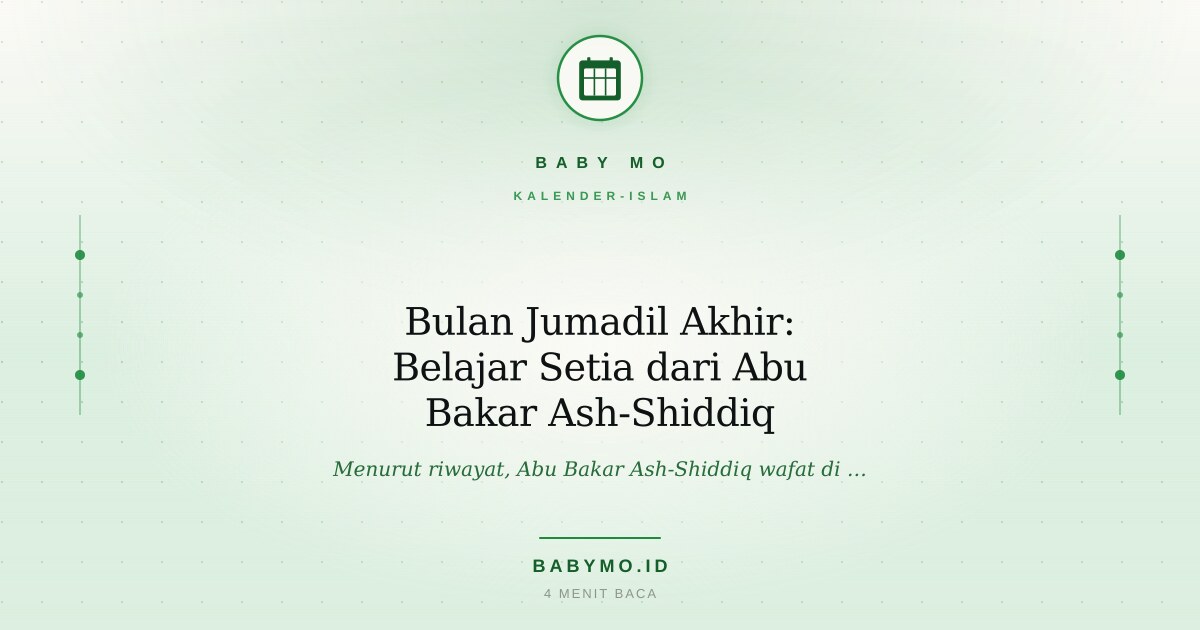 BABY MO
KALENDER-ISLAM
Bulan Jumadil Akhir:
Belajar Setia dari Abu
Bakar Ash-Shiddiq
Menurut riwayat, Abu Bakar Ash-Shiddiq wafat di ...
BABYMO.ID
4 MENIT BACA